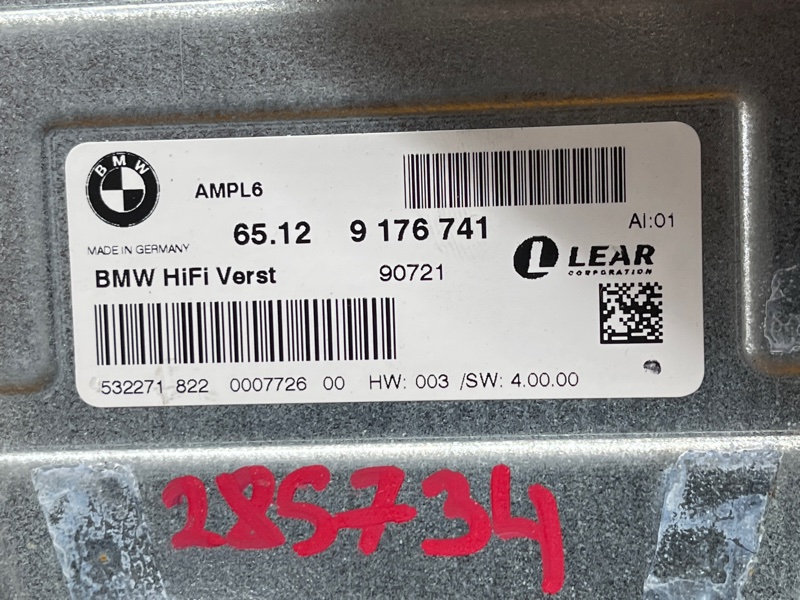 BMW
AMPL6
65.12 9 176 741
AI:01
MADE IN GERMANY
BMW HiFi Verst 90721
LEAR
CORPORATION
532271 822 0007726 00 HW: 003 /SW: 4.00.00
285734